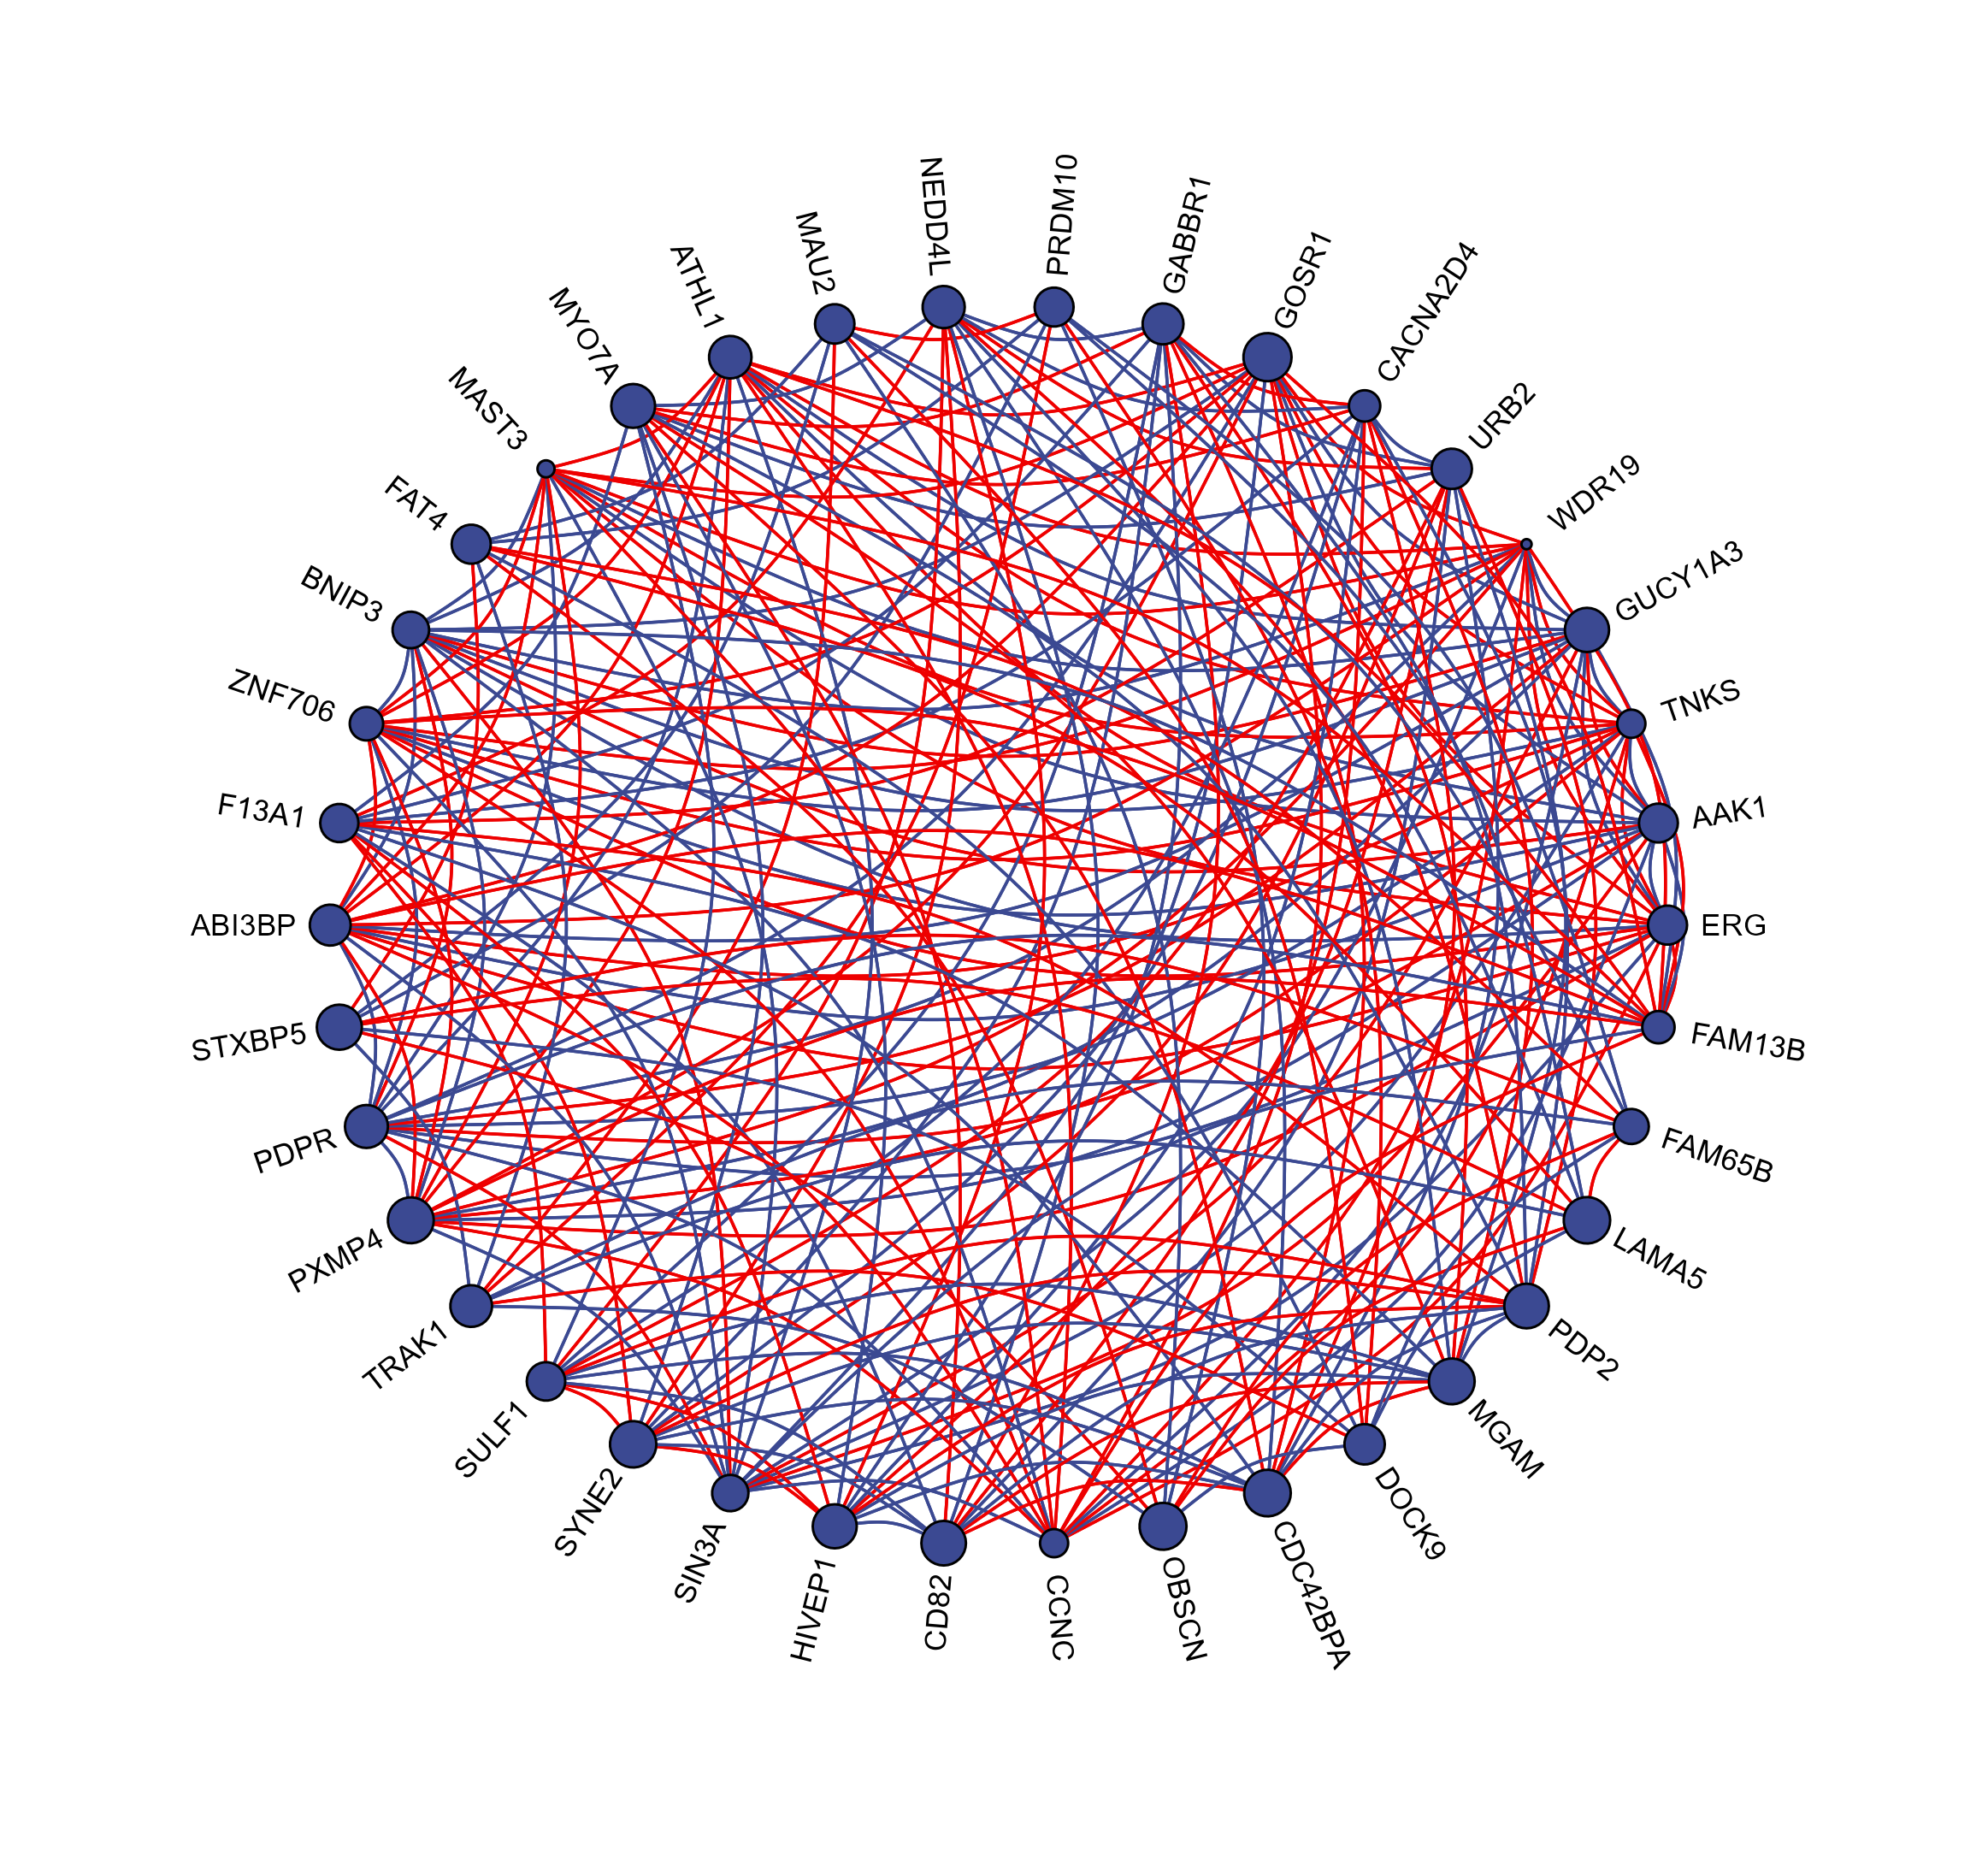 NEDD4L
PRDM10
GABBR1
GOSR1
CACNA2D4
URB2
WDR19
GUCY1A3
TNKS
AAK1
ERG
FAM13B
FAM65B
LAMA5
PDP2
MGAM
DOCK9
CDC42BPA
OBSCN
CCNC
CD82
HIVEP1
SIN3A
SYNE2
SULF1
TRAK1
PXMP4
PDPR
STXBP5
ABI3BP
F13A1
ZNF706
BNIP3
FAT4
MAST3
MYO7A
ATHL1
MAU2